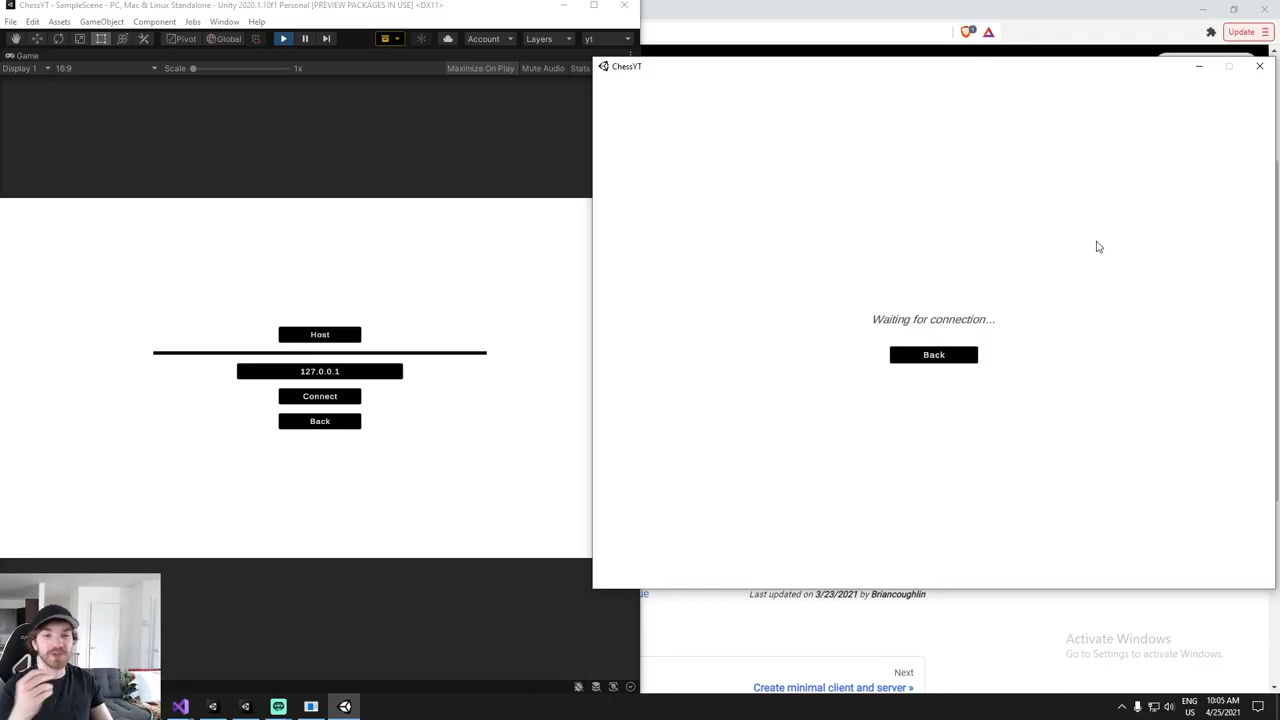 ChessYT - SampleScene - PC, Mac & Linux Standalone - Unity 2020.1.10f1 Personal [PREVIEW PACKAGES IN USE] <DX11>
File Edit Assets GameObject Component Jobs Window Help
Pivot Global Account Layers yt
Game
Display 1 16:9 Scale 1x Maximize On Play Mute Audio Stats
Host
127.0.0.1
Connect
Back
Update
ChessYT
Waiting for connection...
Back
ue
Last updated on 3/23/2021 by Briancoughlin
Next
Create minimal client and server »
Activate Windows
Go to Settings to activate Windows.
ENG
US
10:05 AM
4/25/2021